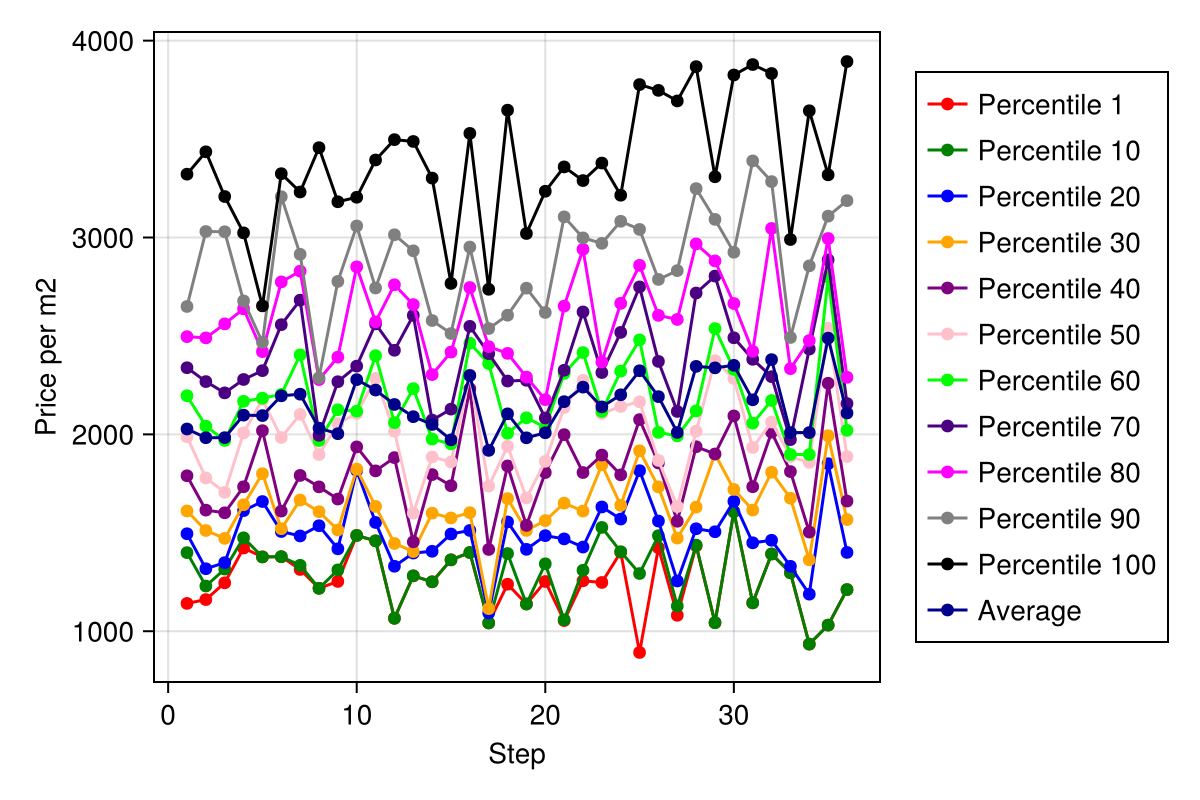 4000
3000
2000
1000
Price per m2
0 10 20 30
Step
Percentile 1
Percentile 10
Percentile 20
Percentile 30
Percentile 40
Percentile 50
Percentile 60
Percentile 70
Percentile 80
Percentile 90
Percentile 100
Average